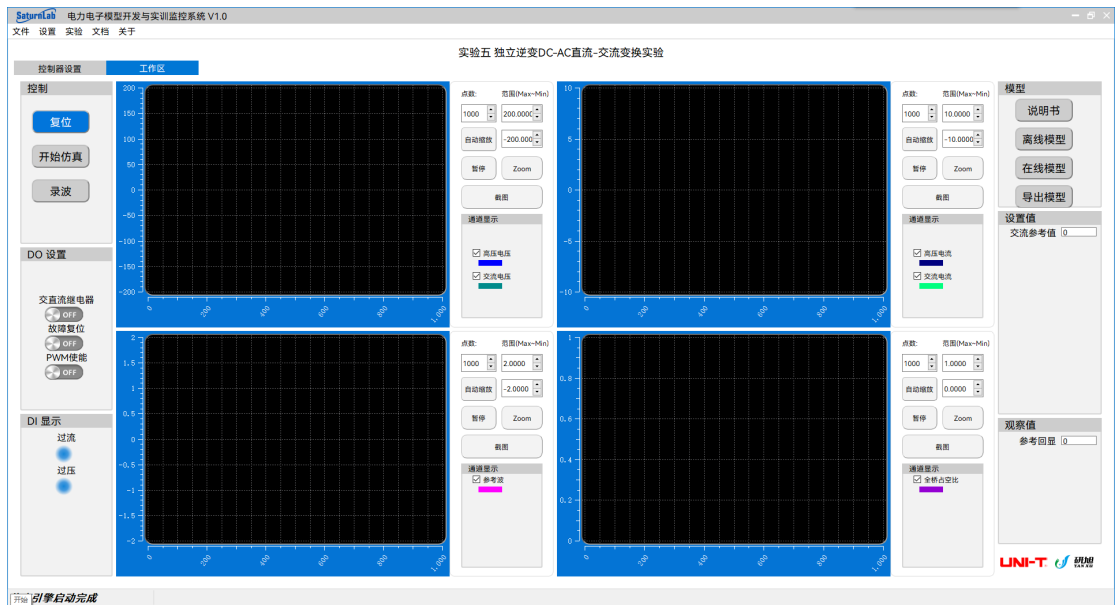 SaturnLab 电力电子模型开发与实训监控系统 V1.0
文件 设置 实验 文档 关于
实验五 独立逆变DC-AC直流-交流变换实验
控制器设置 工作区
控制
复位
开始仿真
录波
DO 设置
交直流继电器
OFF
故障复位
OFF
PWM使能
OFF
DI 显示
过流
过压
200
150
100
50
0
-50
-100
-150
-200
0 200 400 600 800 1,000
点数: 范围(Max~Min)
1000 200.0000
自动缩放 -200.000
暂停 Zoom
截图
通道显示
高压电压
交流电压
10
5
0
-5
-10
0 200 400 600 800 1,000
点数: 范围(Max~Min)
1000 10.0000
自动缩放 -10.0000
暂停 Zoom
截图
通道显示
高压电流
交流电流
2
1.5
1
0.5
0
-0.5
-1
-1.5
-2
0 200 400 600 800 1,000
点数: 范围(Max~Min)
1000 2.0000
自动缩放 -2.0000
暂停 Zoom
截图
通道显示
参考波
1
0.8
0.6
0.4
0.2
0
0 200 400 600 800 1,000
点数: 范围(Max~Min)
1000 1.0000
自动缩放 0.0000
暂停 Zoom
截图
通道显示
全桥占空比
模型
说明书
离线模型
在线模型
导出模型
设置值
交流参考值 0
观察值
参考回显 0
UNI-T 研旭
YAN XU
开始 引擎启动完成